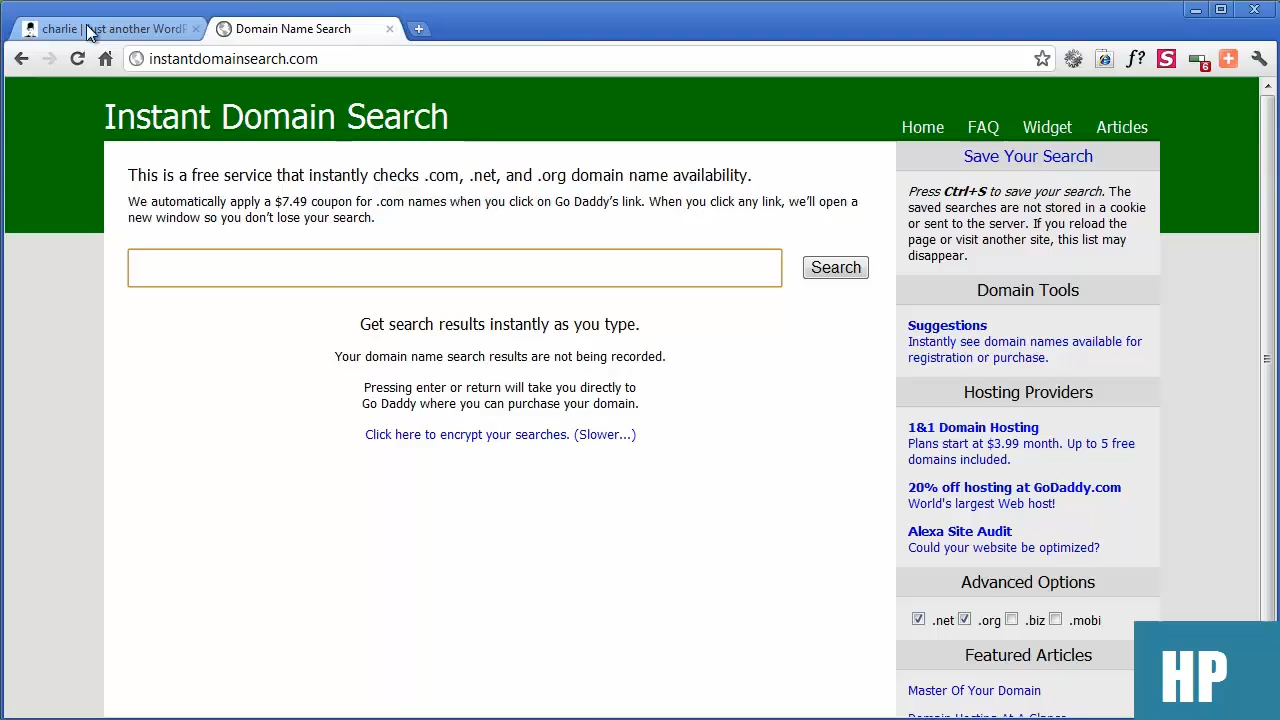 charlie | Just another WordP
Domain Name Search
instantdomainsearch.com
f?
S
6
Instant Domain Search
Home FAQ Widget Articles
This is a free service that instantly checks .com, .net, and .org domain name availability.
We automatically apply a $7.49 coupon for .com names when you click on Go Daddy's link. When you click any link, we'll open a
new window so you don't lose your search.
Search
Get search results instantly as you type.
Your domain name search results are not being recorded.
Pressing enter or return will take you directly to
Go Daddy where you can purchase your domain.
Click here to encrypt your searches. (Slower...)
Save Your Search
Press Ctrl+S to save your search. The
saved searches are not stored in a cookie
or sent to the server. If you reload the
page or visit another site, this list may
disappear.
Domain Tools
Suggestions
Instantly see domain names available for
registration or purchase.
Hosting Providers
1&1 Domain Hosting
Plans start at $3.99 month. Up to 5 free
domains included.
20% off hosting at GoDaddy.com
World's largest Web host!
Alexa Site Audit
Could your website be optimized?
Advanced Options
.net .org .biz .mobi
Featured Articles
Master Of Your Domain
Domain Hosting At A Glance
HP